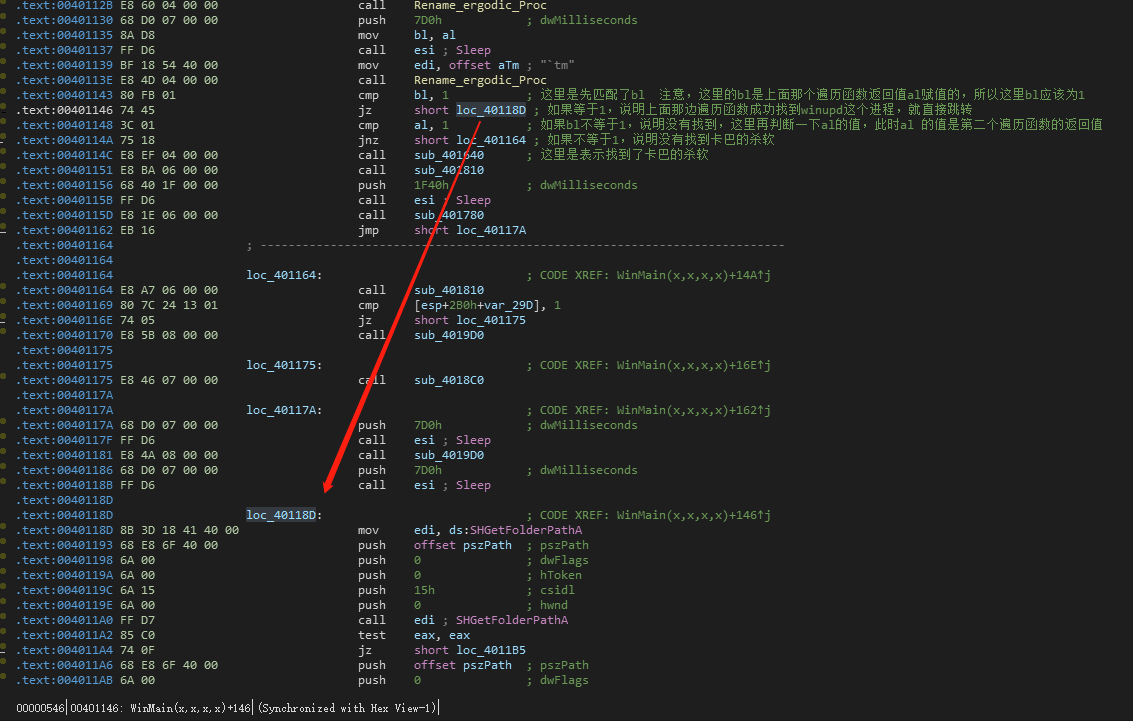 .text:0040112B E8 60 04 00 00 call Rename_ergodic_Proc
.text:00401130 68 D0 07 00 00 push 7D0h ; dwMilliseconds
.text:00401135 8A D8 mov bl, al
.text:00401137 FF D6 call esi ; Sleep
.text:00401139 BF 18 54 40 00 mov edi, offset aTm ; "`tm"
.text:0040113E E8 4D 04 00 00 call Rename_ergodic_Proc
.text:00401143 80 FB 01 cmp bl, 1 ; 这里是先匹配了bl 注意，这里的bl是上面那个遍历函数返回值al赋值的，所以这里bl应该为1
.text:00401146 74 45 jz short loc_40118D ; 如果等于1，说明上面那边遍历函数成功找到winupd这个进程，就直接跳转
.text:00401148 3C 01 cmp al, 1 ; 如果bl不等于1，说明没有找到，这里再判断一下al的值，此时al 的值是第二个遍历函数的返回值
.text:0040114A 75 18 jnz short loc_401164 ; 如果不等于1，说明没有找到卡巴的杀软
.text:0040114C E8 EF 04 00 00 call sub_401640 ; 这里是表示找到了卡巴的杀软
.text:00401151 E8 BA 06 00 00 call sub_401810
.text:00401156 68 40 1F 00 00 push 1F40h ; dwMilliseconds
.text:0040115B FF D6 call esi ; Sleep
.text:0040115D E8 1E 06 00 00 call sub_401780
.text:00401162 EB 16 jmp short loc_40117A
.text:00401164 ; ---------------------------------------------------------------------------
.text:00401164
.text:00401164 loc_401164: ; CODE XREF: WinMain(x,x,x,x)+14A↑j
.text:00401164 E8 A7 06 00 00 call sub_401810
.text:00401169 80 7C 24 13 01 cmp [esp+2B0h+var_29D], 1
.text:0040116E 74 05 jz short loc_401175
.text:00401170 E8 5B 08 00 00 call sub_4019D0
.text:00401175
.text:00401175 loc_401175: ; CODE XREF: WinMain(x,x,x,x)+16E↑j
.text:00401175 E8 46 07 00 00 call sub_4018C0
.text:0040117A
.text:0040117A loc_40117A: ; CODE XREF: WinMain(x,x,x,x)+162↑j
.text:0040117A 68 D0 07 00 00 push 7D0h ; dwMilliseconds
.text:0040117F FF D6 call esi ; Sleep
.text:00401181 E8 4A 08 00 00 call sub_4019D0
.text:00401186 68 D0 07 00 00 push 7D0h ; dwMilliseconds
.text:0040118B FF D6 call esi ; Sleep
.text:0040118D
.text:0040118D loc_40118D: ; CODE XREF: WinMain(x,x,x,x)+146↑j
.text:0040118D 8B 3D 18 41 40 00 mov edi, ds:SHGetFolderPathA
.text:00401193 68 E8 6F 40 00 push offset pszPath ; pszPath
.text:00401198 6A 00 push 0 ; dwFlags
.text:0040119A 6A 00 push 0 ; hToken
.text:0040119C 6A 15 push 15h ; csidl
.text:0040119E 6A 00 push 0 ; hwnd
.text:004011A0 FF D7 call edi ; SHGetFolderPathA
.text:004011A2 85 C0 test eax, eax
.text:004011A4 74 0F jz short loc_4011B5
.text:004011A6 68 E8 6F 40 00 push offset pszPath ; pszPath
.text:004011AB 6A 00 push 0 ; dwFlags
00000546 00401146: WinMain(x,x,x,x)+146 (Synchronized with Hex View-1)